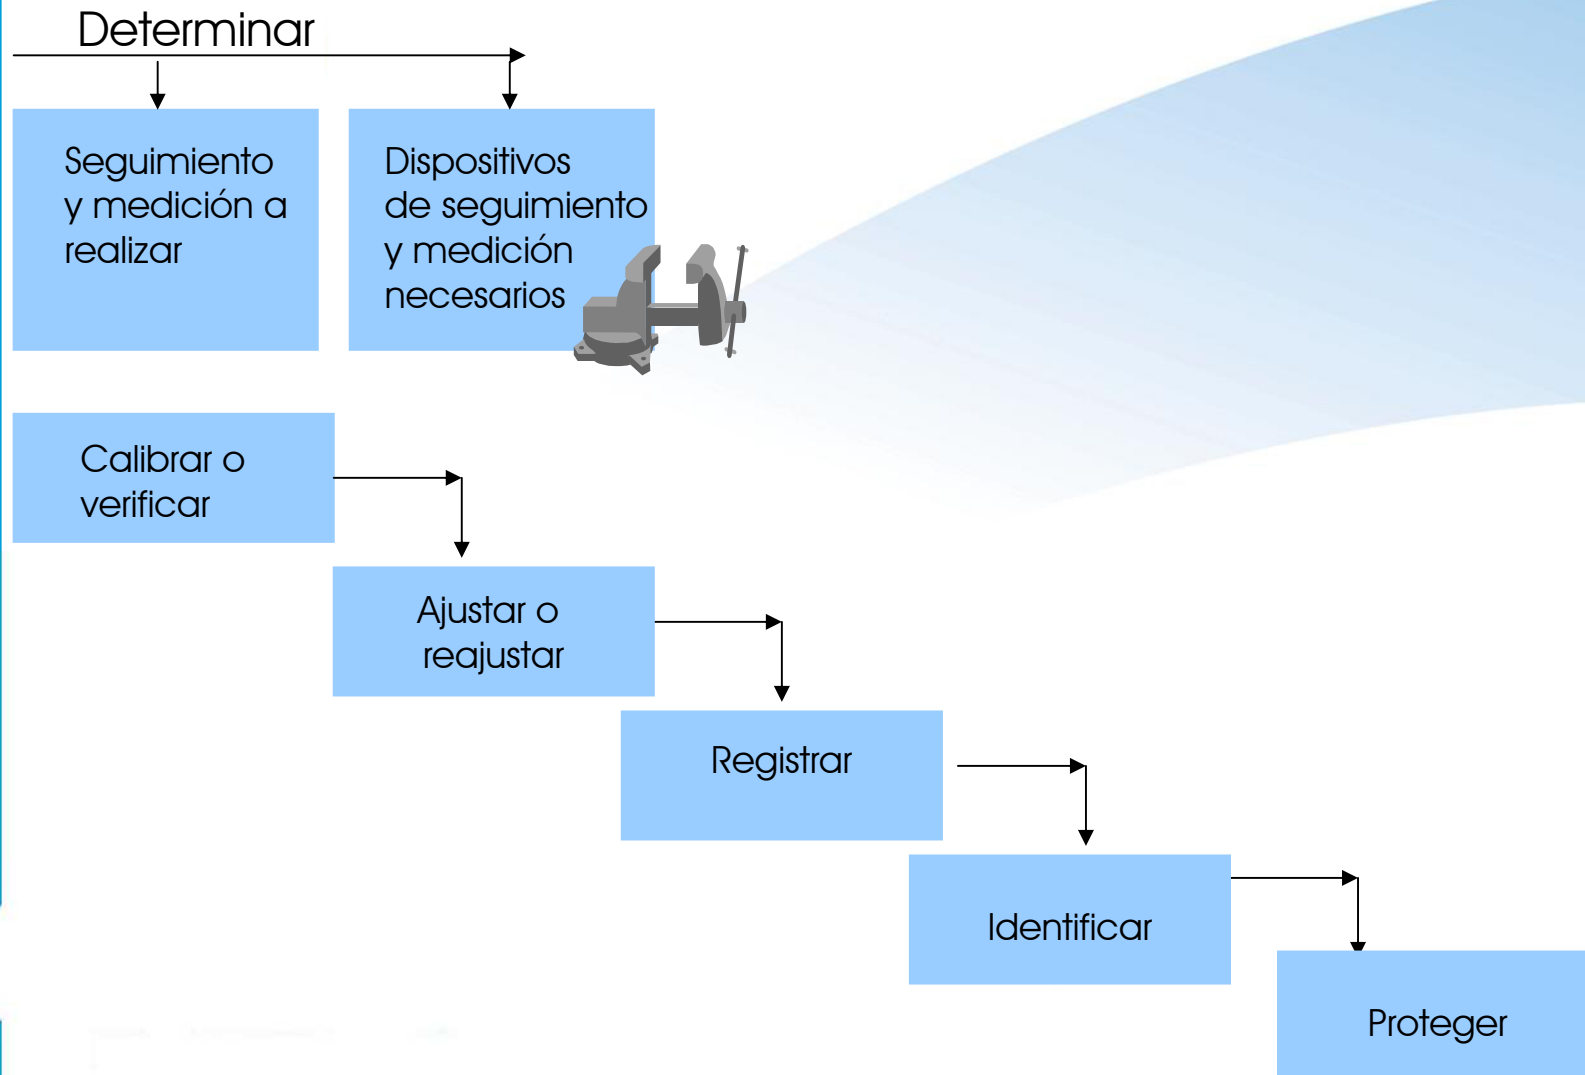 Determinar
Seguimiento
y medición a
realizar
Dispositivos
de seguimiento
y medición
necesarios
Calibrar o
verificar
Ajustar o
reajustar
Registrar
Identificar
Proteger